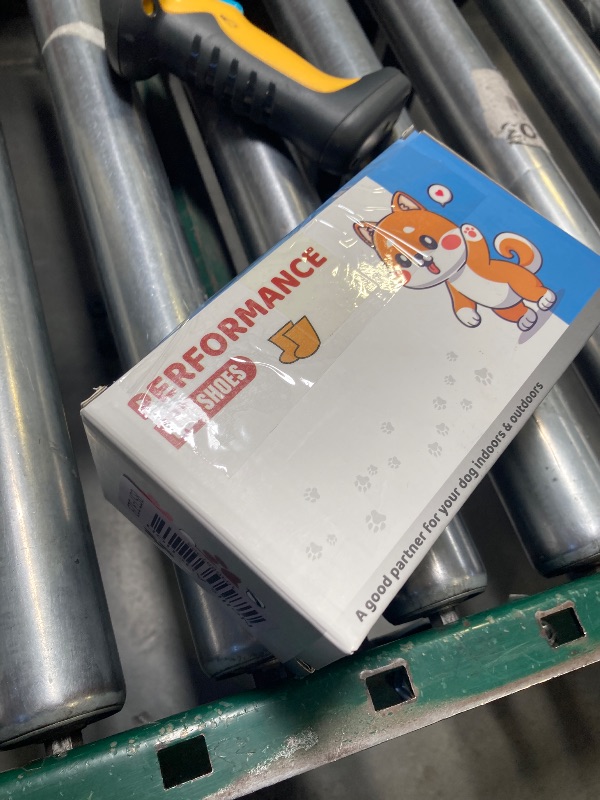 PERFORMANCE
SHOES
A good partner for your dog indoors & outdoors